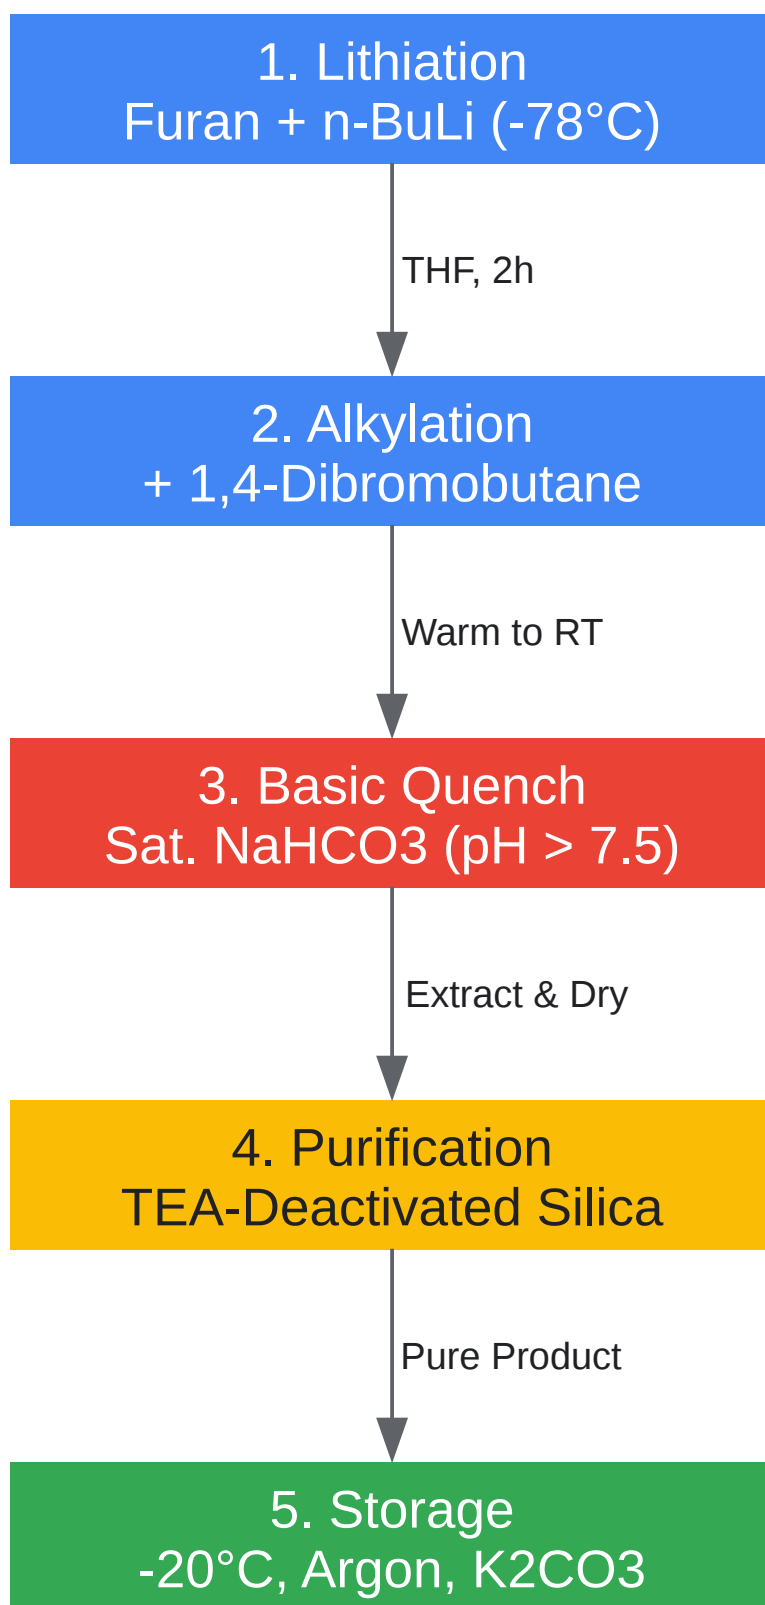 1. Lithiation
Furan + n-BuLi (-78°C)
THF, 2h
2. Alkylation
+ 1,4-Dibromobutane
Warm to RT
3. Basic Quench
Sat. NaHCO3 (pH > 7.5)
Extract & Dry
4. Purification
TEA-Deactivated Silica
Pure Product
5. Storage
-20°C, Argon, K2CO3